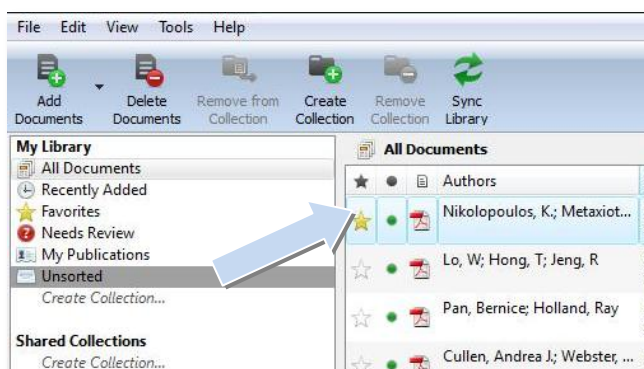 File Edit View Tools Help
Add Documents
Delete Documents
Remove from Collection
Create Collection
Remove Collection
Sync Library
My Library
All Documents
Recently Added
Favorites
Needs Review
My Publications
Unsorted
Create Collection...
Shared Collections
Create Collection...
All Documents
Authors
Nikolopoulos, K.; Metaxiot...
Lo, W; Hong, T; Jeng, R
Pan, Bernice; Holland, Ray
Cullen, Andrea J.; Webster, ...